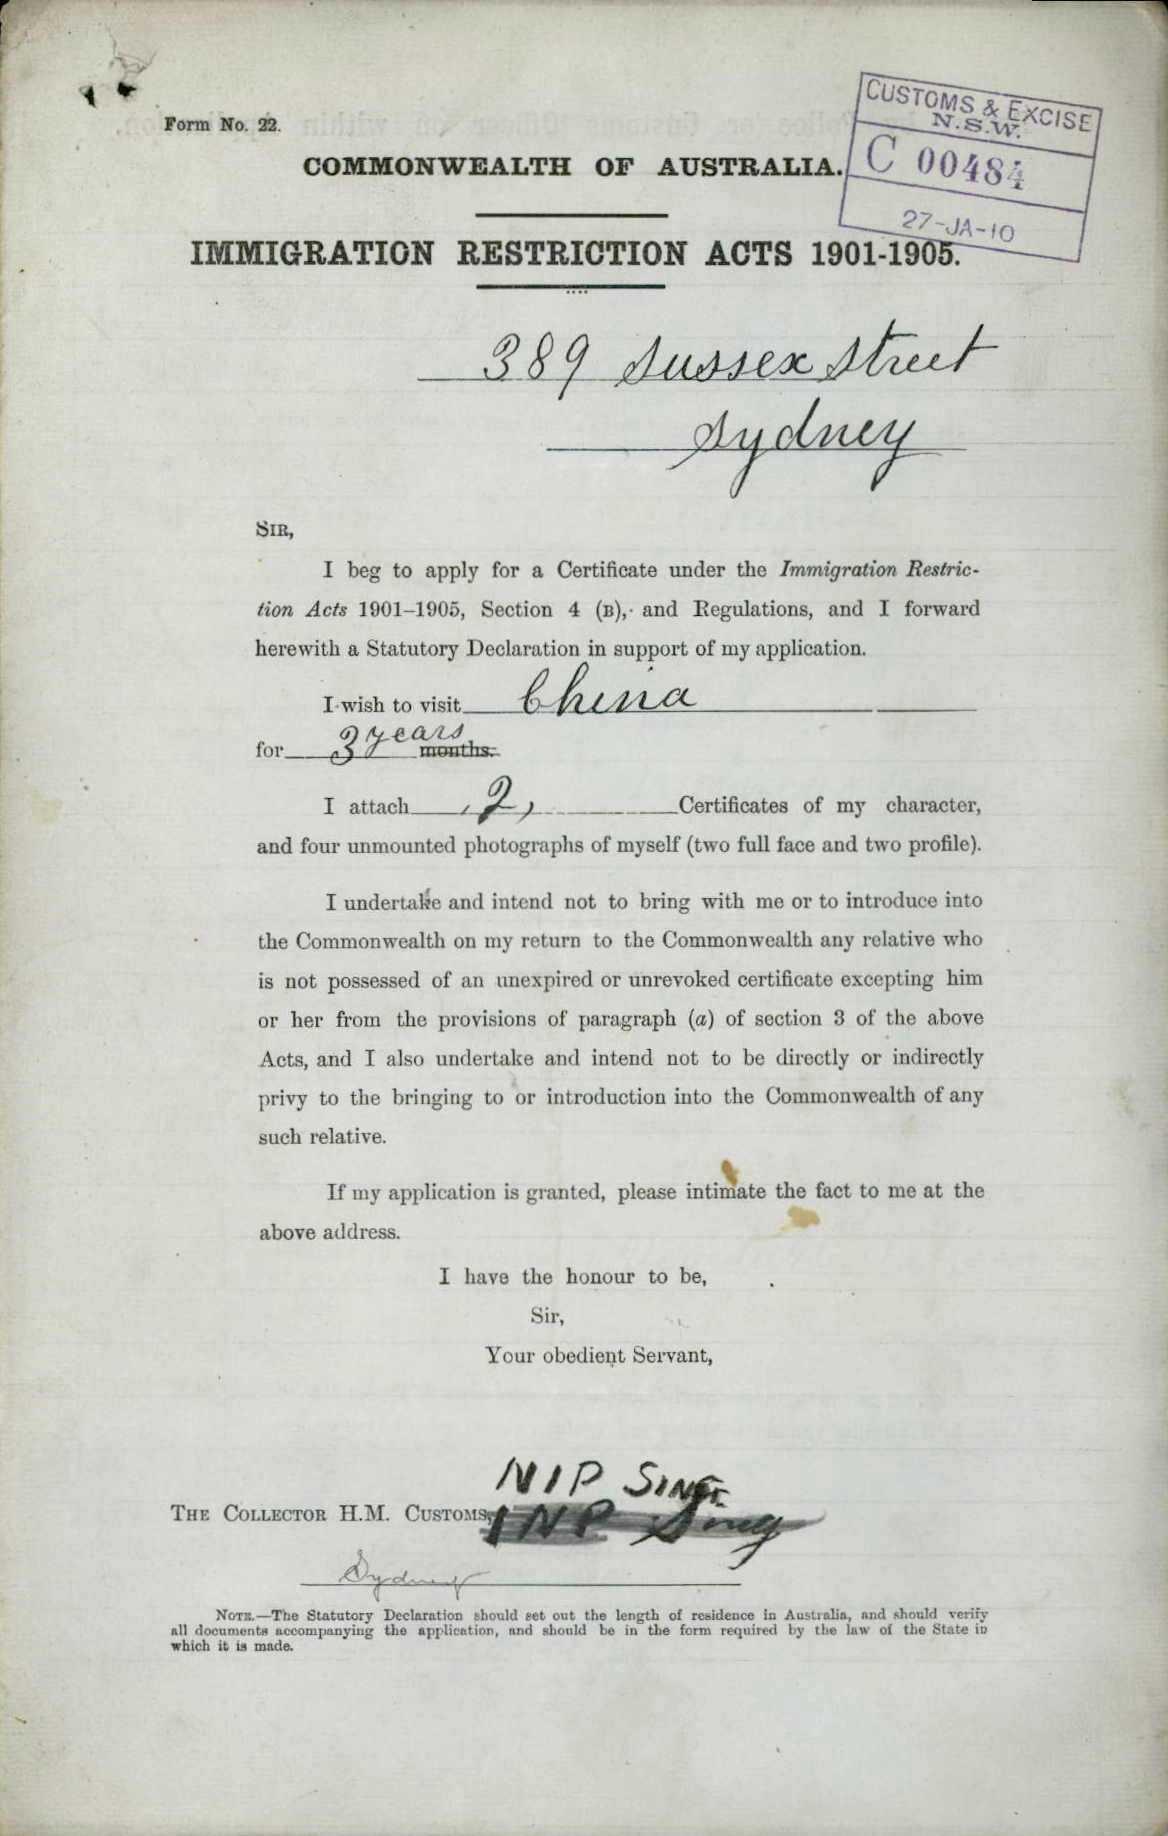 Form No. 22.
CUSTOMS & EXCISE
N.S.W.
C 00484
27-JA-10
COMMONWEALTH OF AUSTRALIA.
IMMIGRATION RESTRICTION ACTS 1901-1905.
389 Sussex Street
Sydney
SIR,
I beg to apply for a Certificate under the Immigration Restric-
tion Acts 1901–1905, Section 4 (B), and Regulations, and I forward
herewith a Statutory Declaration in support of my application.
I wish to visit China
for 3 years months.
I attach 2, Certificates of my character,
and four unmounted photographs of myself (two full face and two profile).
I undertake and intend not to bring with me or to introduce into
the Commonwealth on my return to the Commonwealth any relative who
is not possessed of an unexpired or unrevoked certificate excepting him
or her from the provisions of paragraph (a) of section 3 of the above
Acts, and I also undertake and intend not to be directly or indirectly
privy to the bringing to or introduction into the Commonwealth of any
such relative.
If my application is granted, please intimate the fact to me at the
above address.
I have the honour to be,
Sir,
Your obedient Servant,
NIP SING
THE COLLECTOR H.M. CUSTOMS, Sing
Sydney
NOTE.—The Statutory Declaration should set out the length of residence in Australia, and should verify
all documents accompanying the application, and should be in the form required by the law of the State in
which it is made.